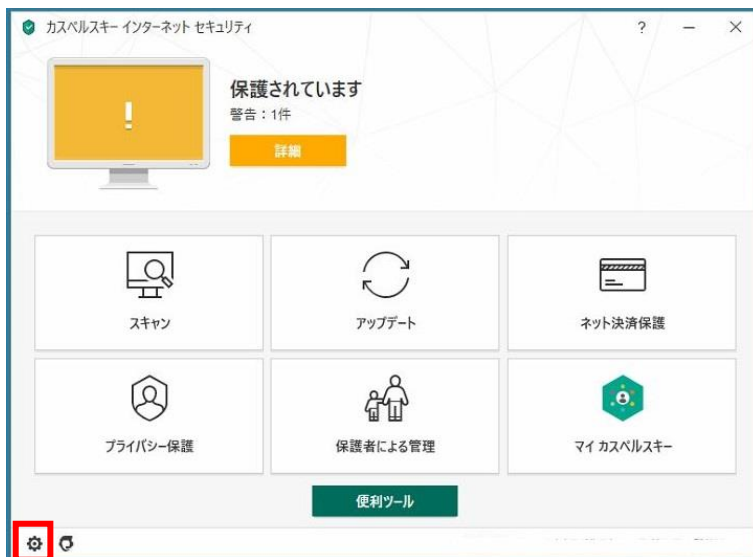 カスペルスキー インターネット セキュリティ
?
保護されています
警告：1件
詳細
スキャン
アップデート
ネット決済保護
プライバシー保護
保護者による管理
マイ カスペルスキー
便利ツール